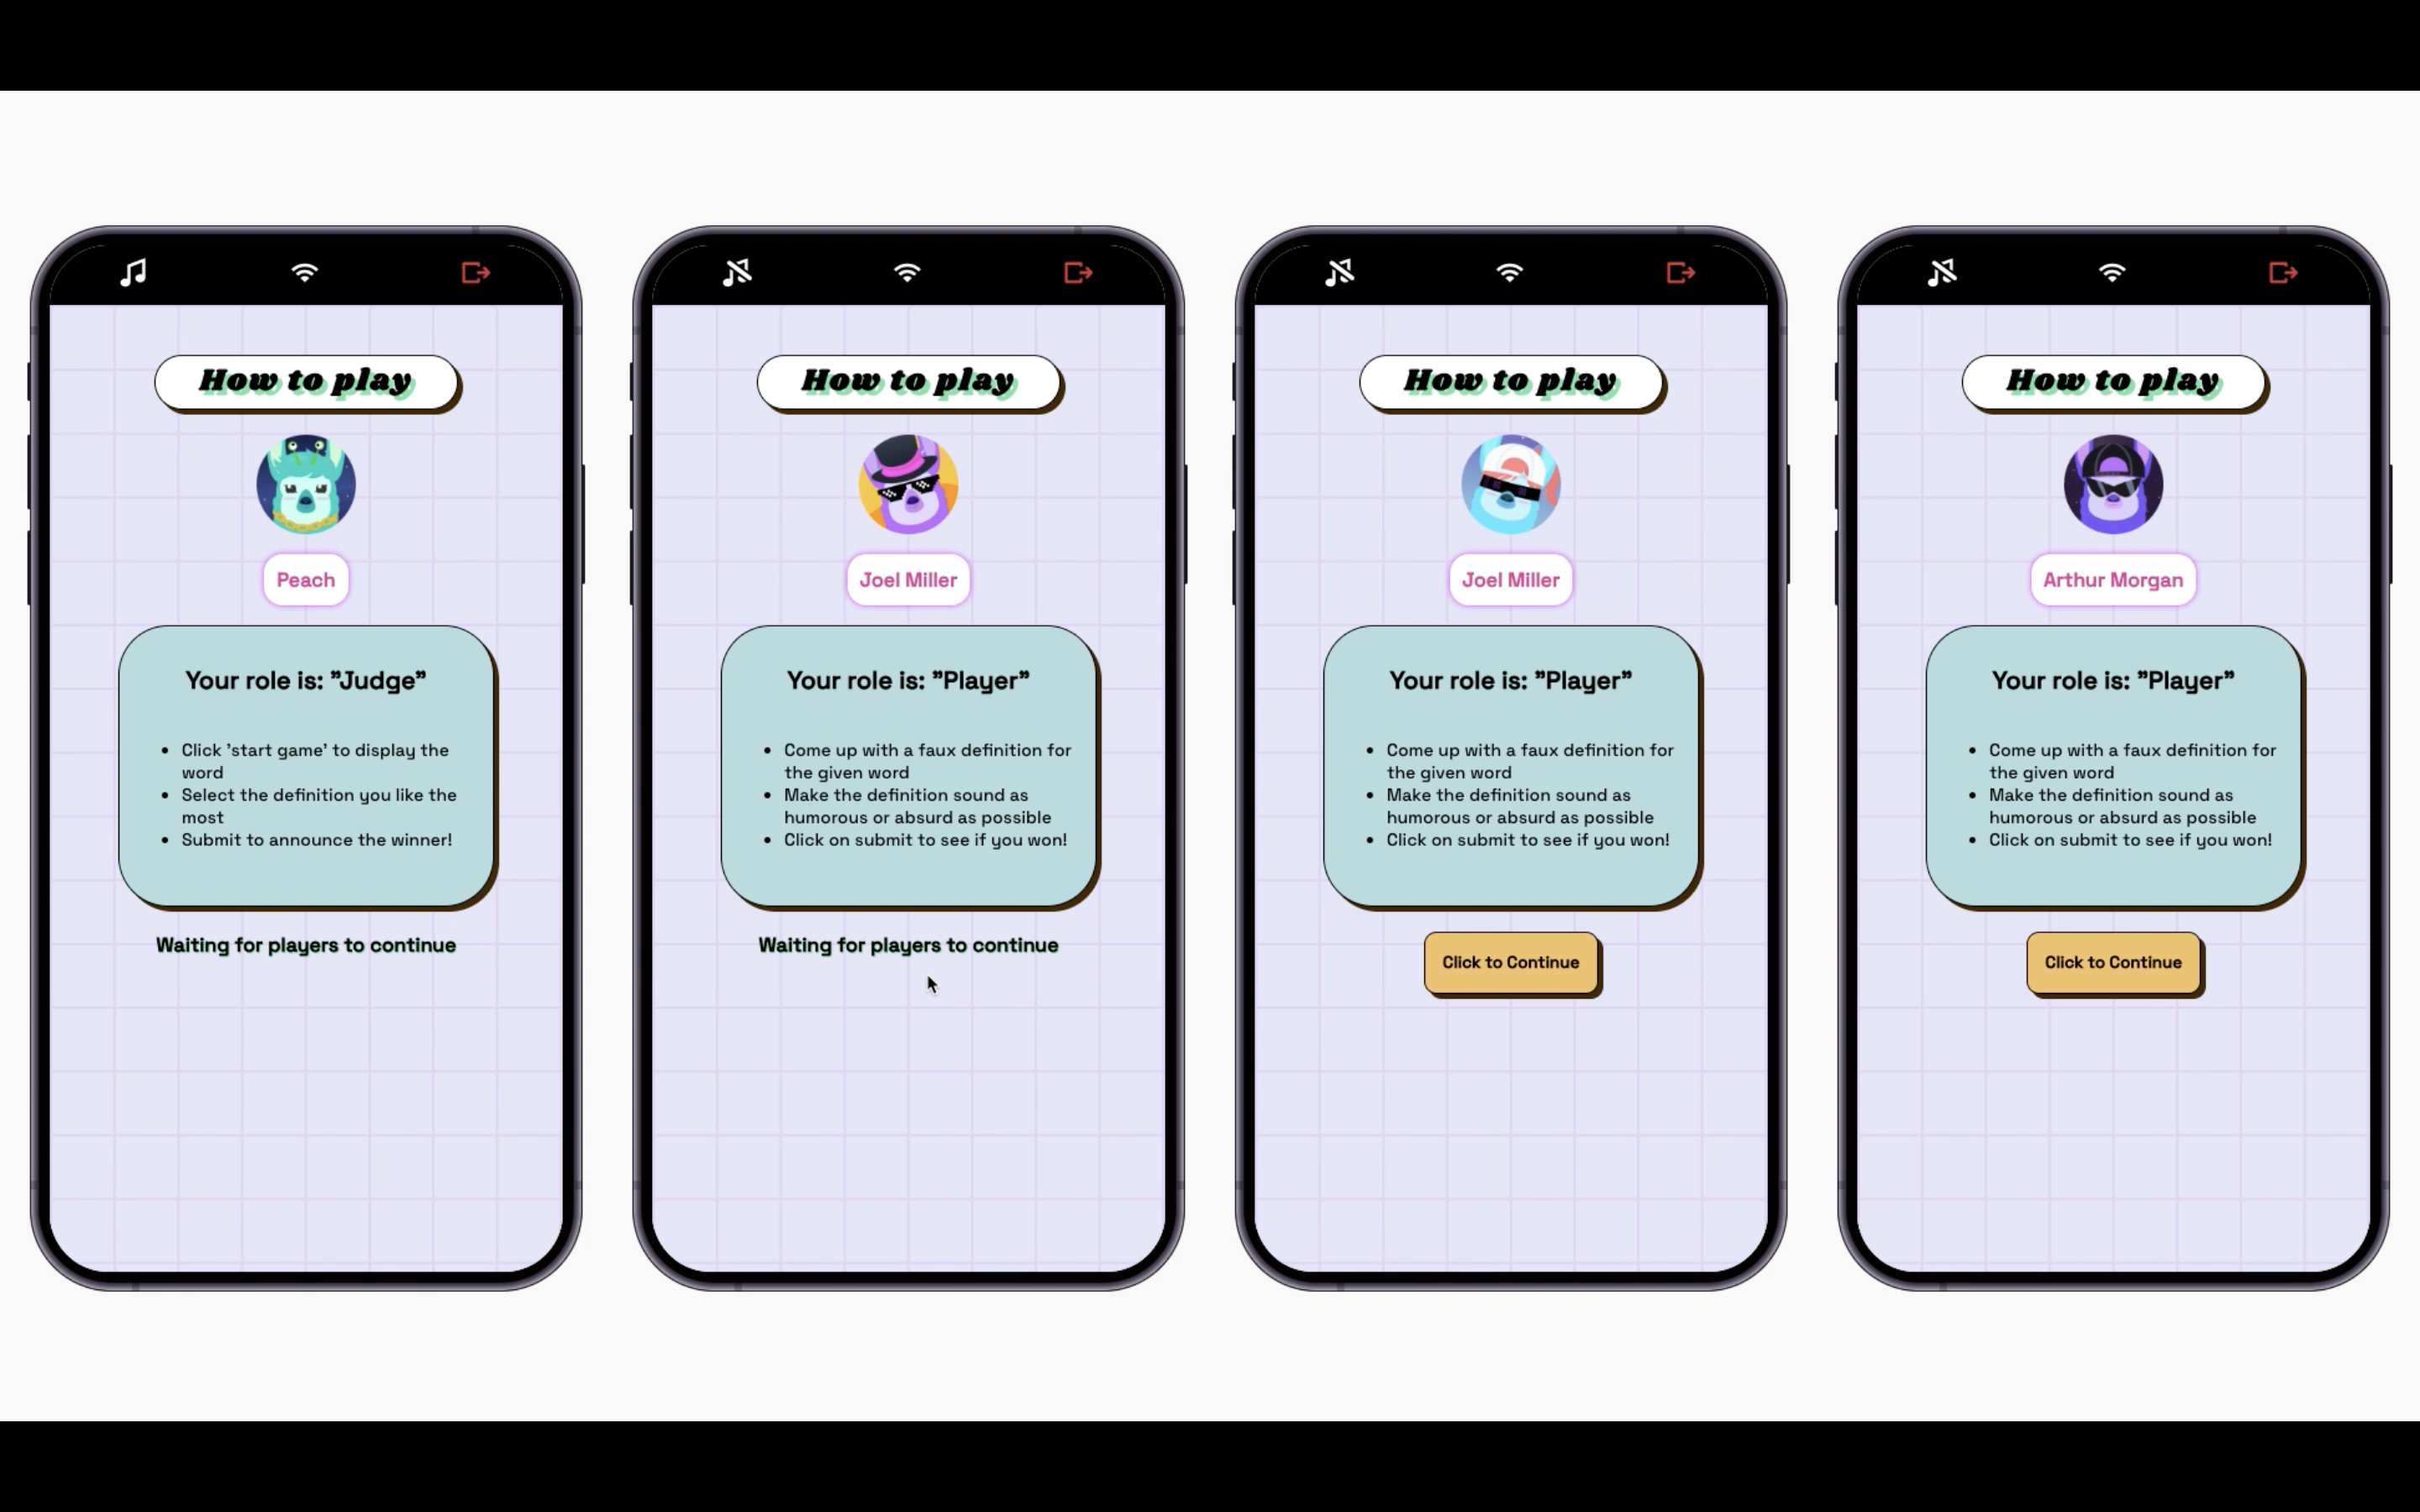 How to play
Peach
Your role is: "Judge"
Click 'start game' to display the
word
Select the definition you like the
most
Submit to announce the winner!
Waiting for players to continue
How to play
Joel Miller
Your role is: "Player"
Come up with a faux definition for
the given word
Make the definition sound as
humorous or absurd as possible
Click on submit to see if you won!
Waiting for players to continue
How to play
Joel Miller
Your role is: "Player"
Come up with a faux definition for
the given word
Make the definition sound as
humorous or absurd as possible
Click on submit to see if you won!
Click to Continue
How to play
Arthur Morgan
Your role is: "Player"
Come up with a faux definition for
the given word
Make the definition sound as
humorous or absurd as possible
Click on submit to see if you won!
Click to Continue